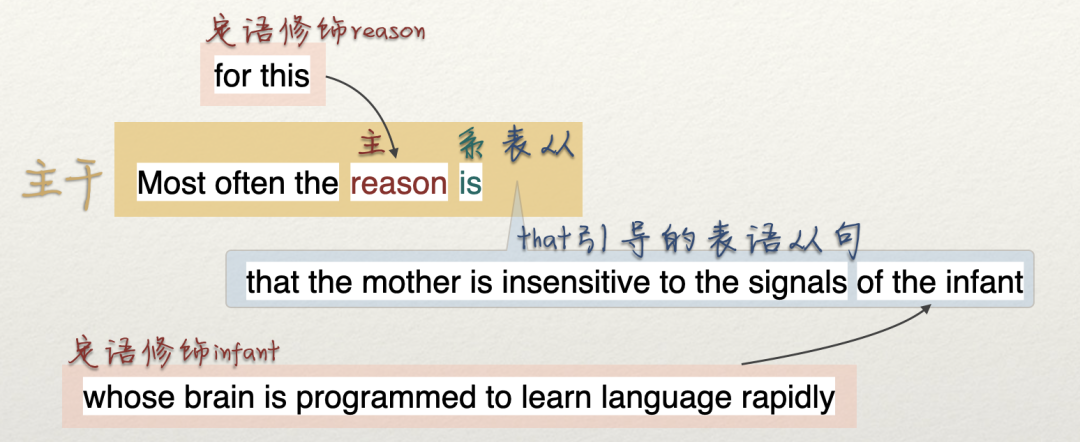 定语修饰reason
for this
主 系 表从
主干 Most often the reason is
that引导的表语从句
that the mother is insensitive to the signals of the infant
定语修饰infant
whose brain is programmed to learn language rapidly